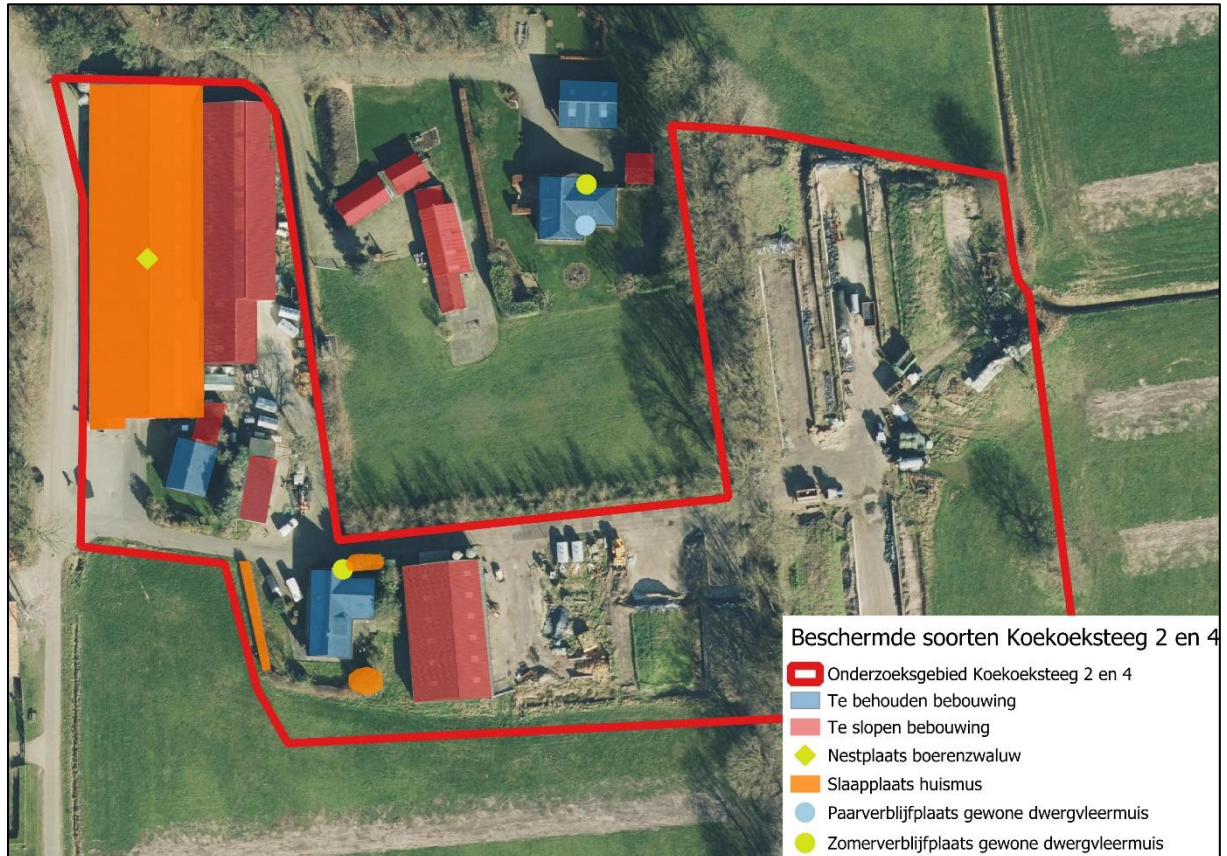 Beschermde soorten Koekoeksteeg 2 en 4
Onderzoeksgebied Koekoeksteeg 2 en 4
Te behouden bebouwing
Te slopen bebouwing
Nestplaats boerenzwaluw
Slaapplaats huismus
Paarverblijfplaats gewone dwergvleermuis
Zomerverblijfplaats gewone dwergvleermuis